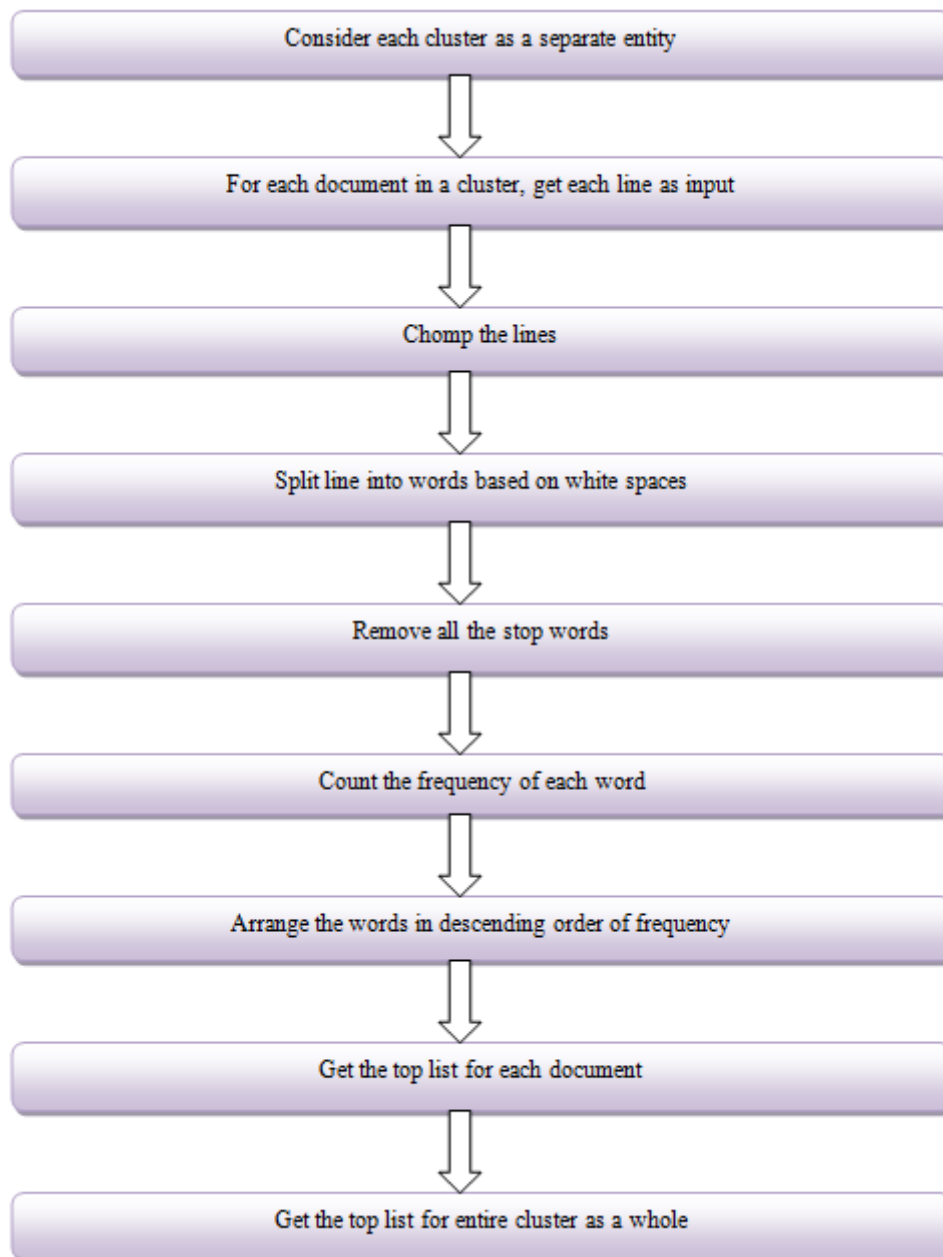 Consider each cluster as a separate entity
For each document in a cluster, get each line as input
Chomp the lines
Split line into words based on white spaces
Remove all the stop words
Count the frequency of each word
Arrange the words in descending order of frequency
Get the top list for each document
Get the top list for entire cluster as a whole